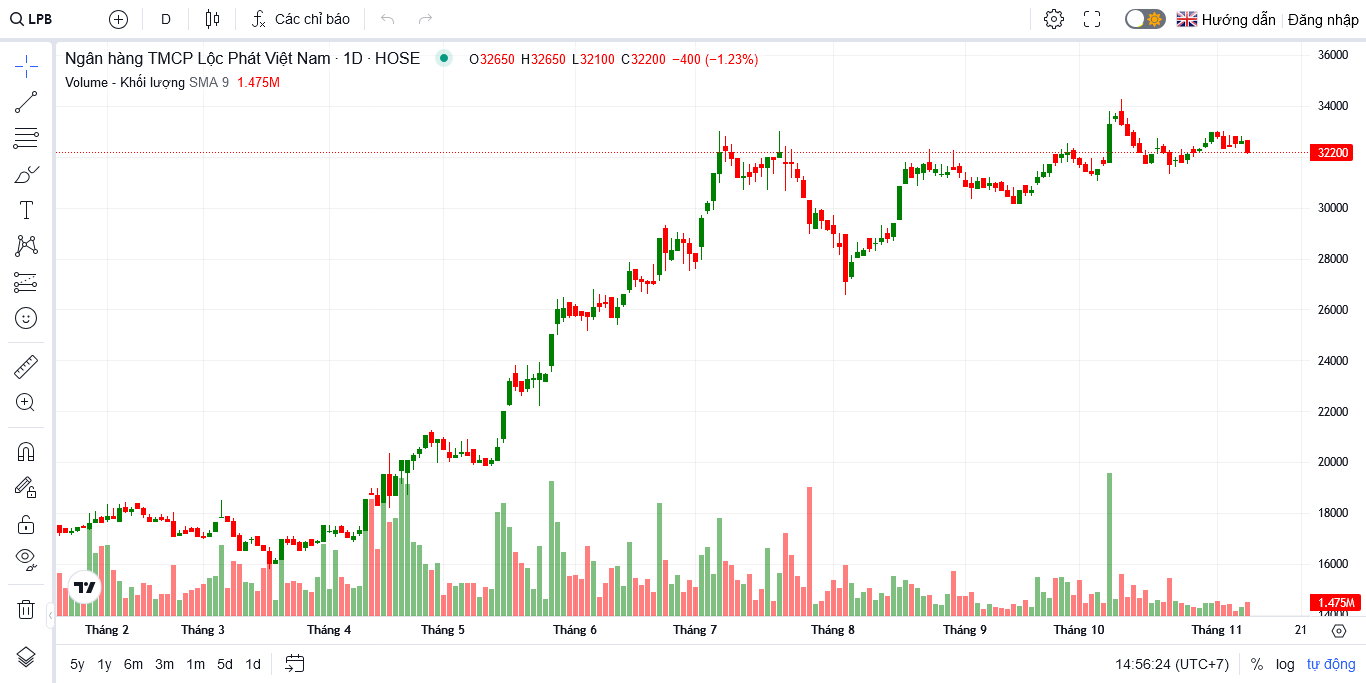 LPB D Các chỉ báo Hướng dẫn Đăng nhập
Ngân hàng TMCP Lộc Phát Việt Nam · 1D · HOSE O32650 H32650 L32100 C32200 −400 (−1.23%)
Volume - Khối lượng SMA 9 1.475M
36000
34000
32200
30000
28000
26000
24000
22000
20000
18000
16000
1.475M
14000
Tháng 2 Tháng 3 Tháng 4 Tháng 5 Tháng 6 Tháng 7 Tháng 8 Tháng 9 Tháng 10 Tháng 11 21
5y 1y 6m 3m 1m 5d 1d 14:56:24 (UTC+7) % log tự động